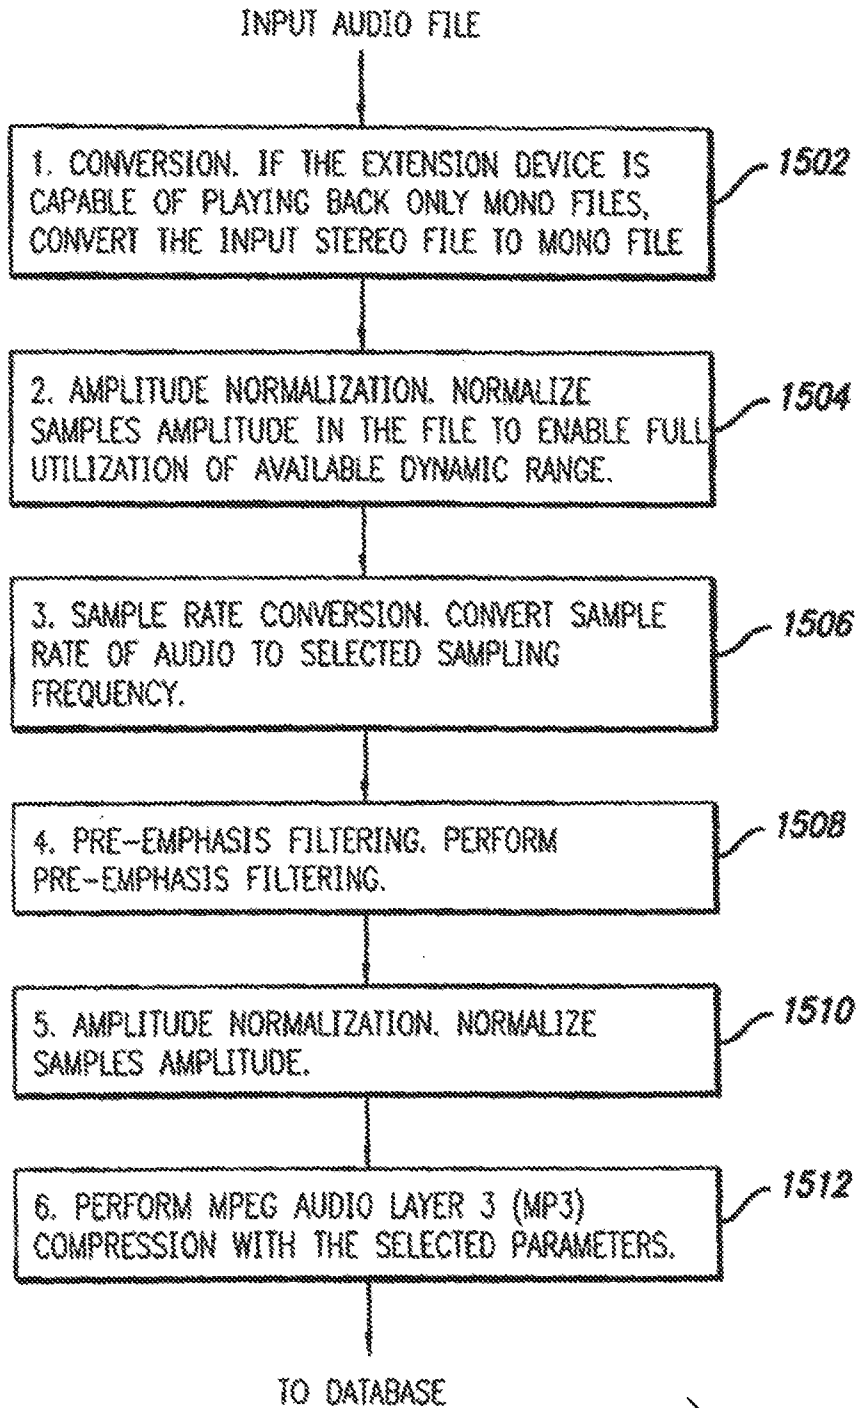 INPUT AUDIO FILE
1. CONVERSION. IF THE EXTENSION DEVICE IS
CAPABLE OF PLAYING BACK ONLY MONO FILES,
CONVERT THE INPUT STEREO FILE TO MONO FILE
1502
2. AMPLITUDE NORMALIZATION. NORMALIZE
SAMPLES AMPLITUDE IN THE FILE TO ENABLE FULL
UTILIZATION OF AVAILABLE DYNAMIC RANGE.
1504
3. SAMPLE RATE CONVERSION. CONVERT SAMPLE
RATE OF AUDIO TO SELECTED SAMPLING
FREQUENCY.
1506
4. PRE-EMPHASIS FILTERING. PERFORM
PRE-EMPHASIS FILTERING.
1508
5. AMPLITUDE NORMALIZATION. NORMALIZE
SAMPLES AMPLITUDE.
1510
6. PERFORM MPEG AUDIO LAYER 3 (MP3)
COMPRESSION WITH THE SELECTED PARAMETERS.
1512
TO DATABASE